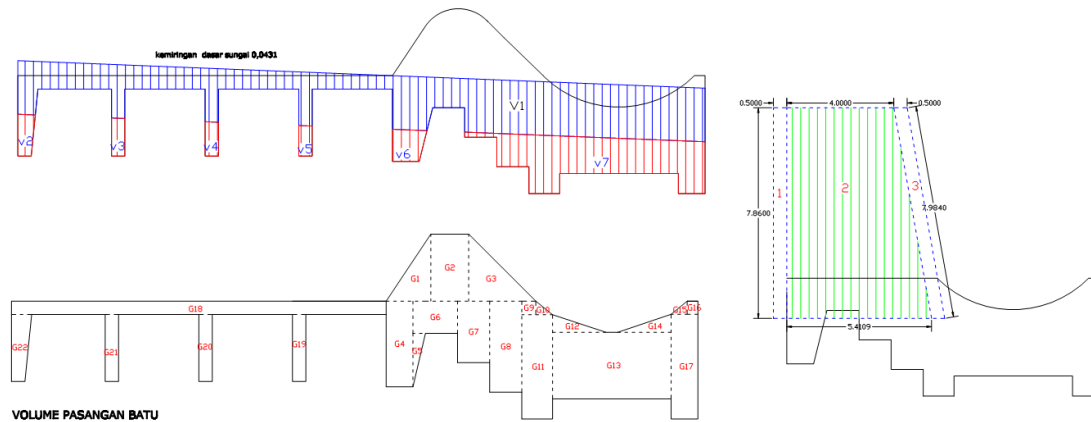 kemiringan dasar sungai 0,0431
V1
v2
v3
v4
v5
v6
v7
G1
G2
G3
G18
G9
G10
G15
G16
G6
G12
G14
G4
G5
G7
G8
G11
G13
G17
G22
G21
G20
G19
VOLUME PASANGAN BATU
0.5000
4.0000
0.5000
1
2
3
7.8600
7.9840
5.4109